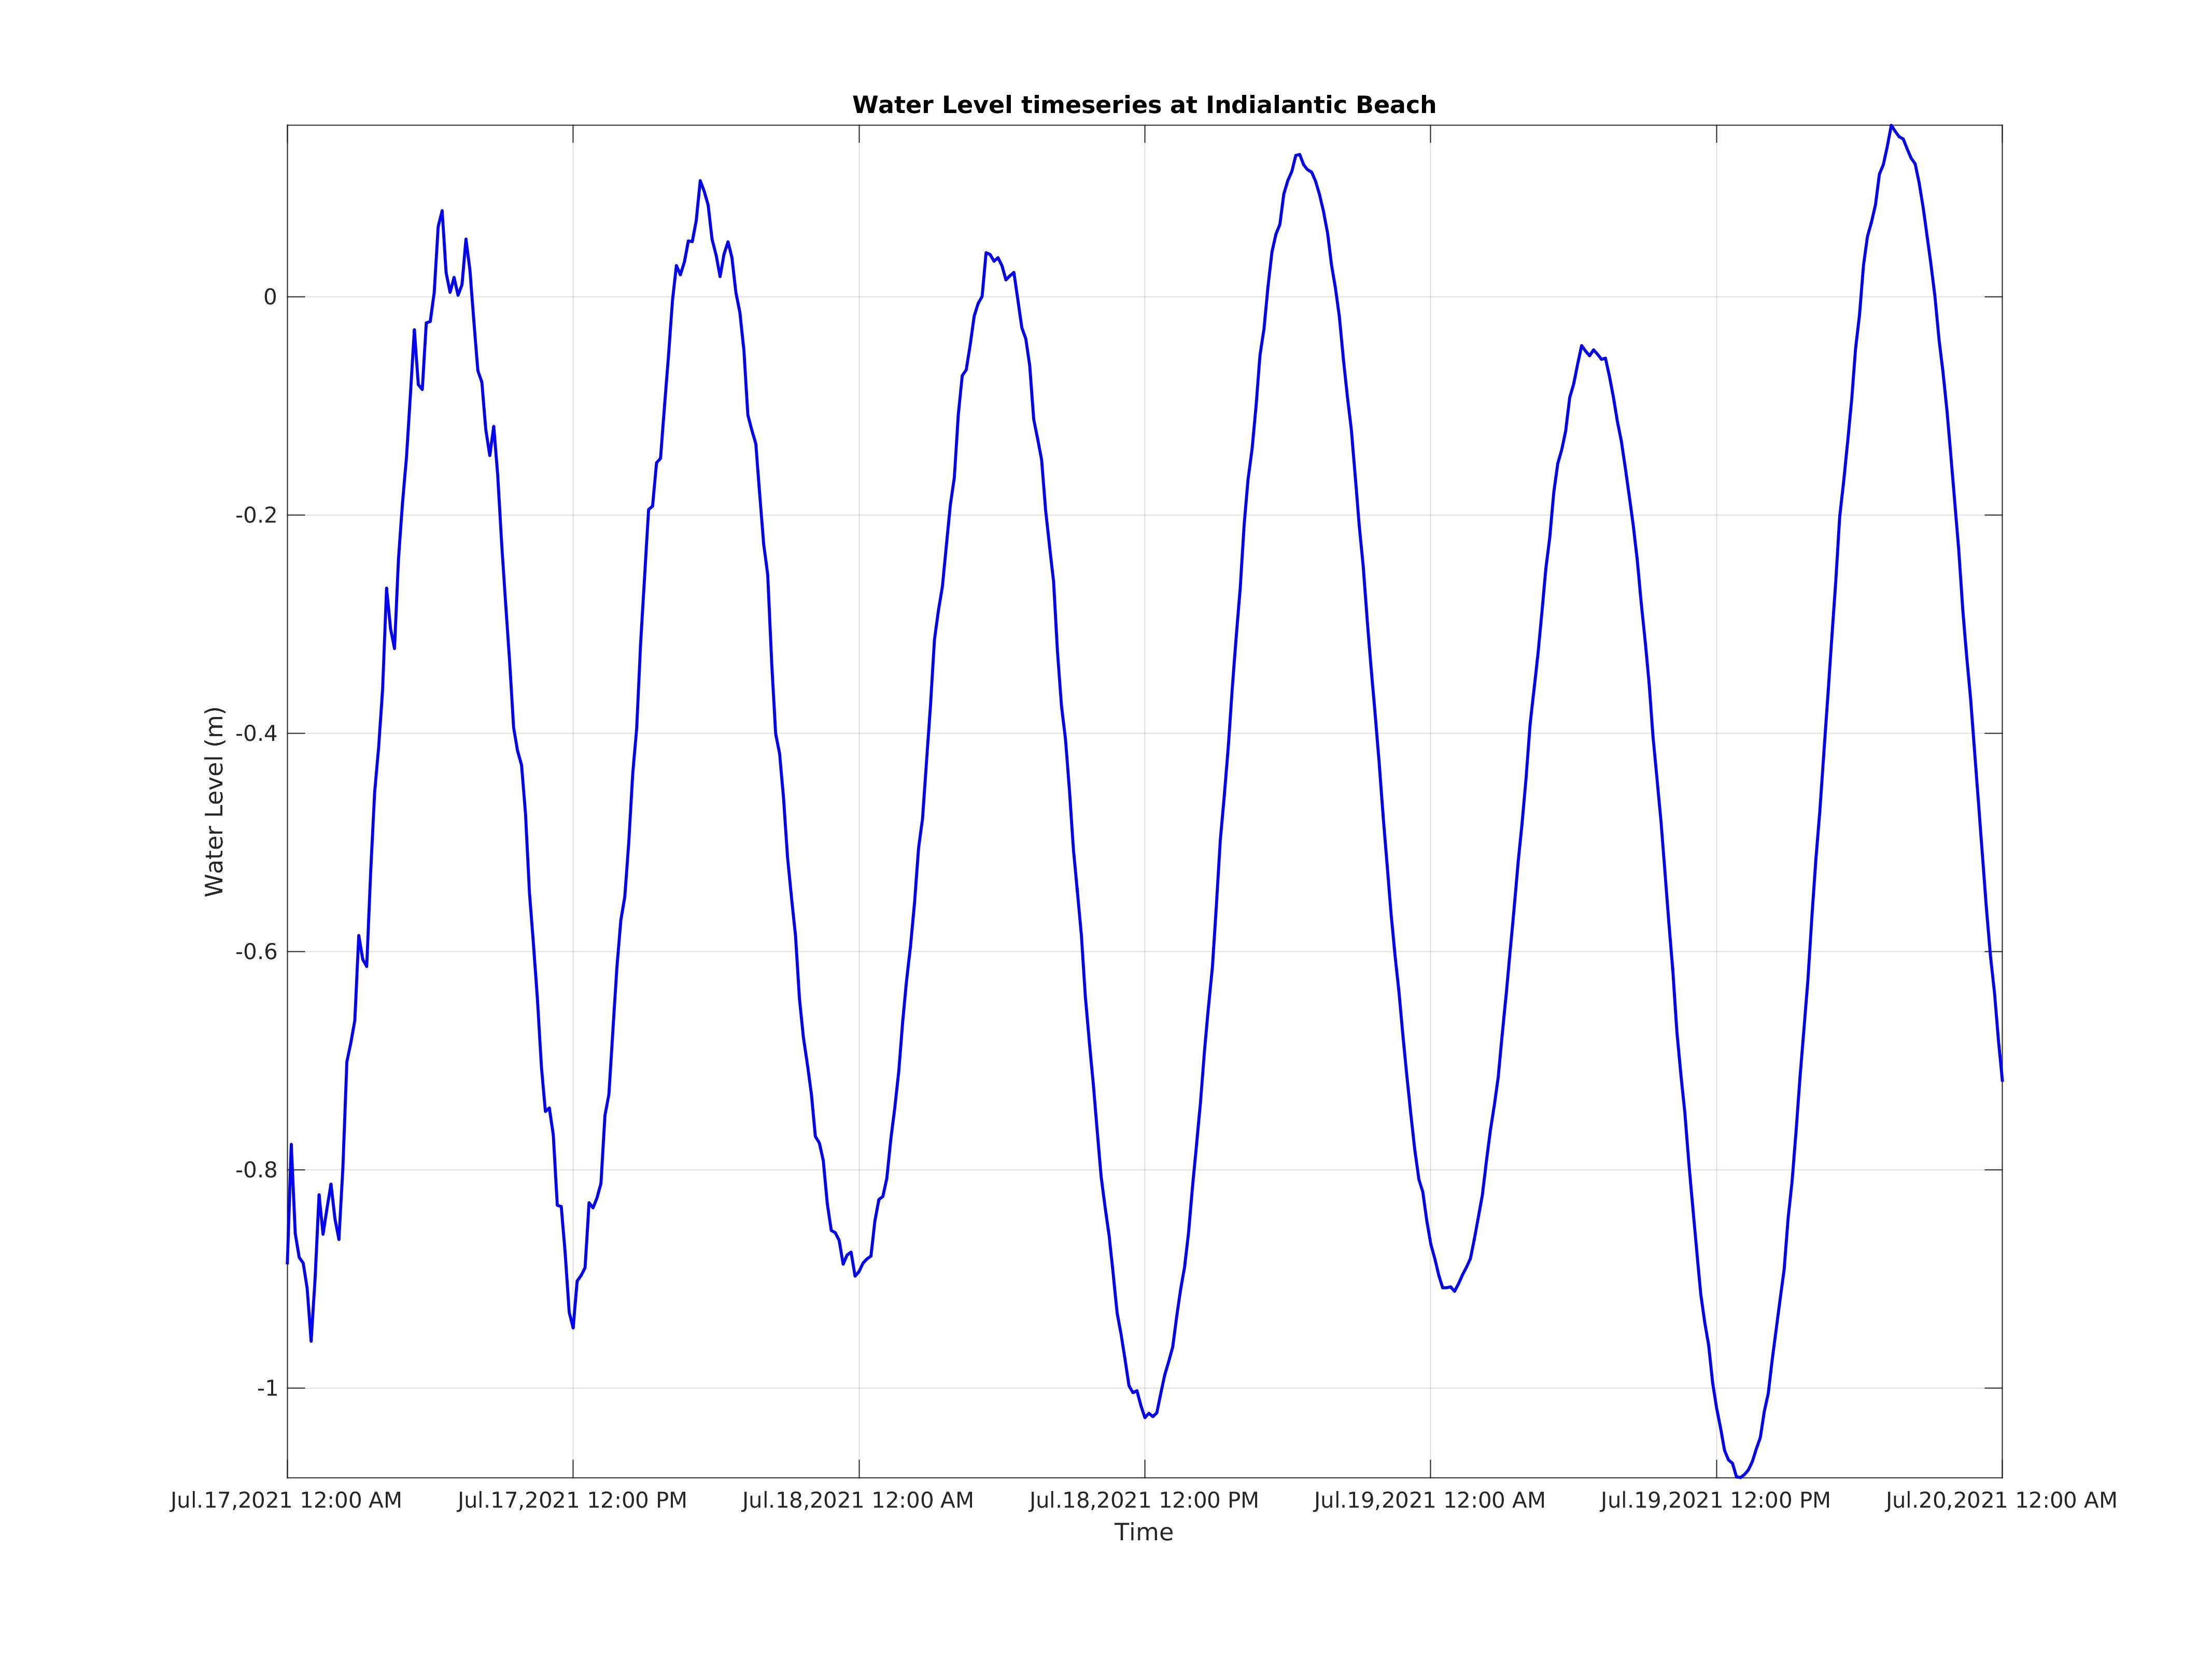 Water Level timeseries at Indialantic Beach
0
-0.2
-0.4
-0.6
-0.8
-1
Water Level (m)
Jul.17,2021 12:00 AM
Jul.17,2021 12:00 PM
Jul.18,2021 12:00 AM
Jul.18,2021 12:00 PM
Jul.19,2021 12:00 AM
Jul.19,2021 12:00 PM
Jul.20,2021 12:00 AM
Time